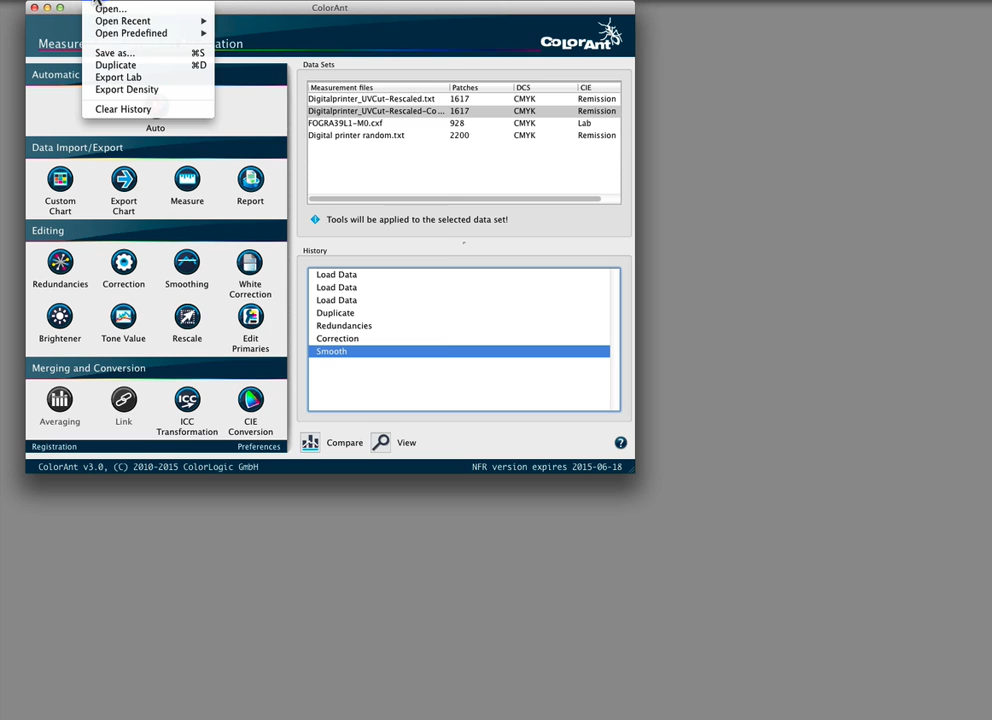 ColorAnt
Open...
Open Recent
Open Predefined
Save as... ⌘S
Duplicate ⌘D
Export Lab
Export Density
Clear History
ColorAnt
Automatic
Auto
Data Import/Export
Custom Chart
Export Chart
Measure
Report
Editing
Redundancies
Correction
Smoothing
White Correction
Brightener
Tone Value
Rescale
Edit Primaries
Merging and Conversion
Averaging
Link
ICC
ICC Transformation
CIE Conversion
Registration
Preferences
Data Sets
Measurement files Patches DCS CIE
Digitalprinter_UVCut-Rescaled.txt 1617 CMYK Remission
Digitalprinter_UVCut-Rescaled-Co ... 1617 CMYK Remission
FOGRA39L1-M0.cxf 928 CMYK Lab
Digital printer random.txt 2200 CMYK Remission
Tools will be applied to the selected data set!
History
Load Data
Load Data
Load Data
Duplicate
Redundancies
Correction
Smooth
Compare
View
?
ColorAnt v3.0, (C) 2010-2015 ColorLogic GmbH
NFR version expires 2015-06-18